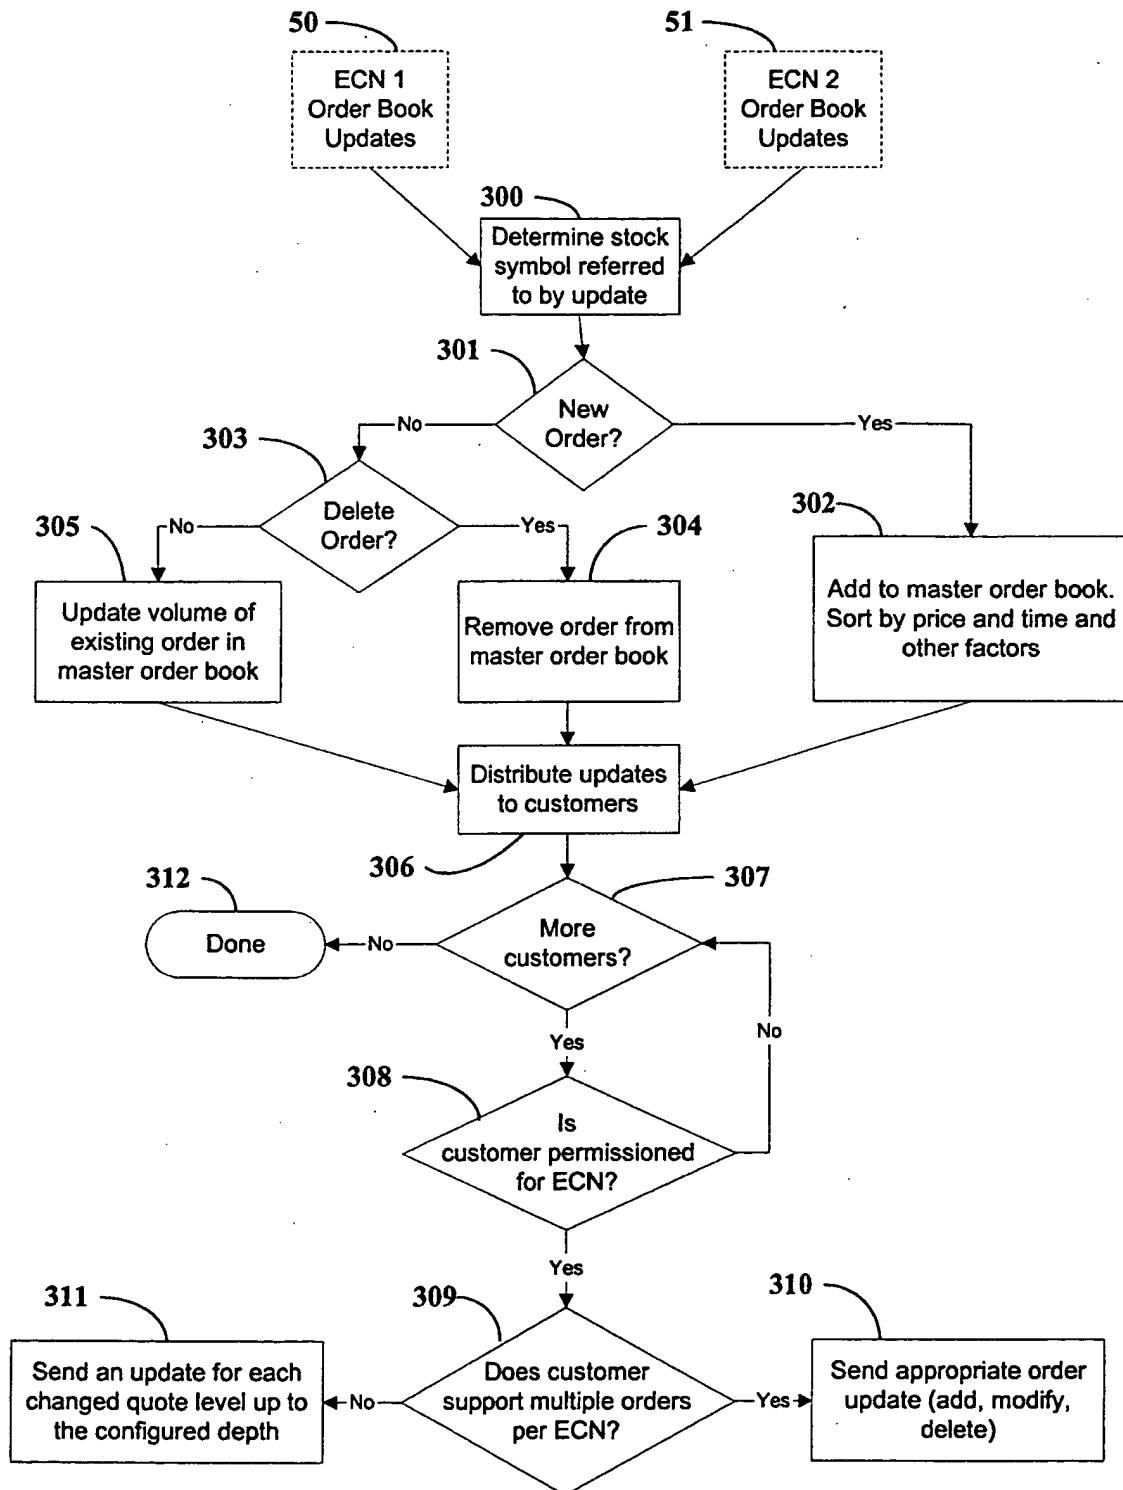 50
51
ECN 1
Order Book
Updates
ECN 2
Order Book
Updates
300
Determine stock
symbol referred
to by update
301
New
Order?
No
Yes
303
Delete
Order?
No
Yes
305
304
302
Update volume of
existing order in
master order book
Remove order from
master order book
Add to master order book.
Sort by price and time and
other factors
Distribute updates
to customers
306
312
307
Done
No
More
customers?
Yes
No
308
Is
customer permissioned
for ECN?
Yes
311
309
310
Send an update for each
changed quote level up to
the configured depth
No
Does customer
support multiple orders
per ECN?
Yes
Send appropriate order
update (add, modify,
delete)